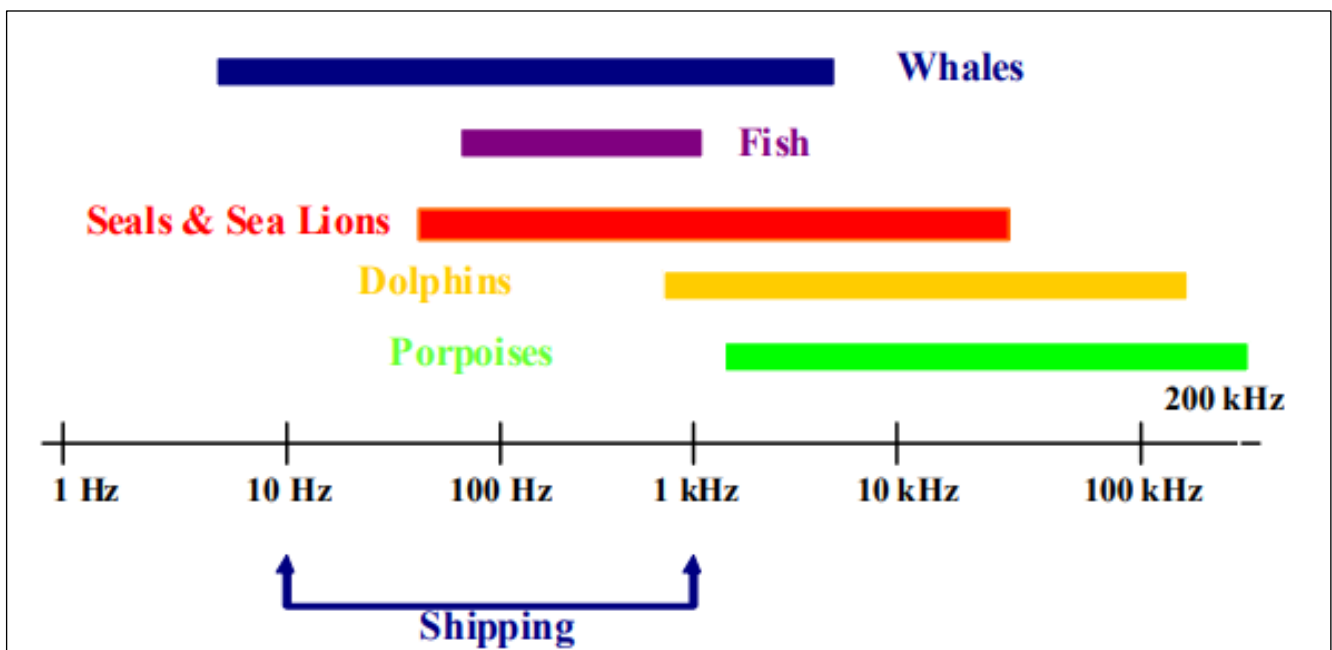 Whales
Fish
Seals & Sea Lions
Dolphins
Porpoises
200 kHz
1 Hz 10 Hz 100 Hz 1 kHz 10 kHz 100 kHz
Shipping